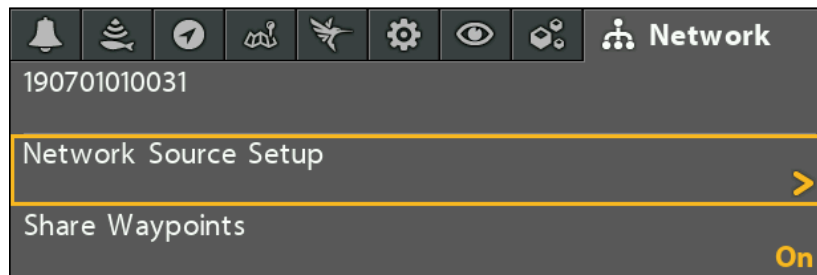 Network
190701010031
Network Source Setup
Share Waypoints
On